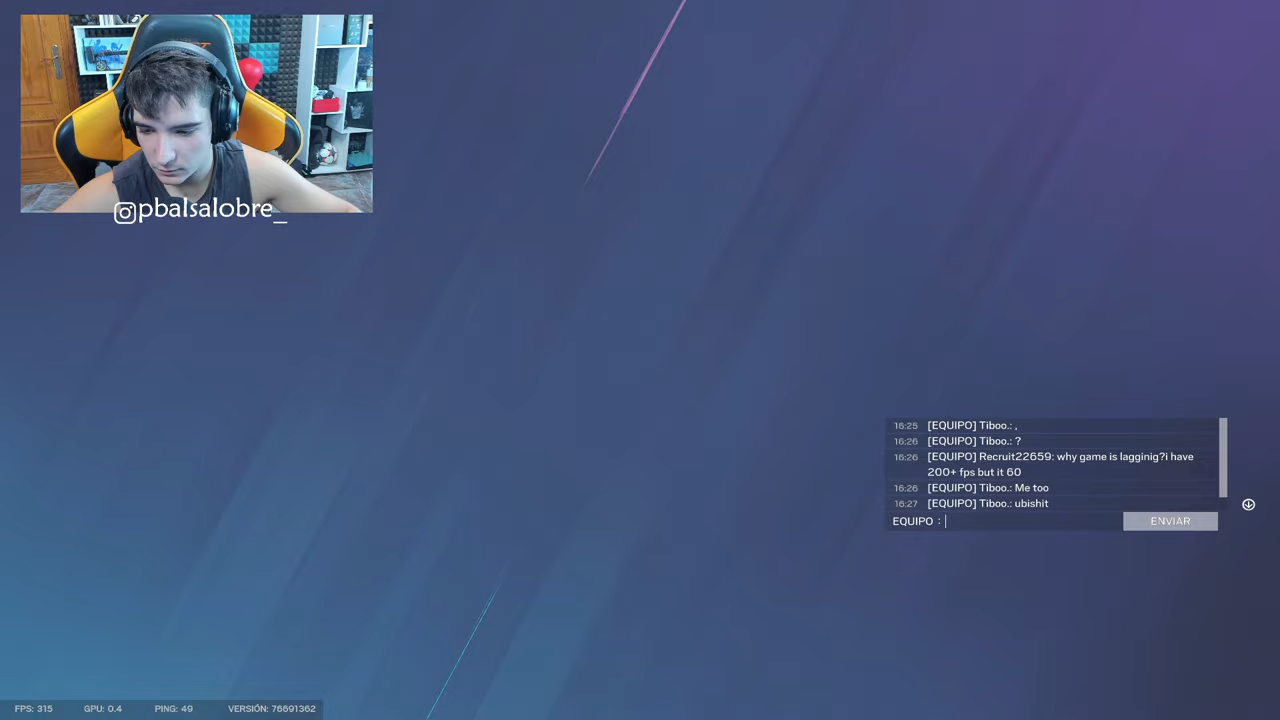 pbalsalobre_
16:25 [EQUIPO] Tiboo.: ,
16:26 [EQUIPO] Tiboo.: ?
16:26 [EQUIPO] Recruit22659: why game is lagginig?i have
200+ fps but it 60
16:26 [EQUIPO] Tiboo.: Me too
16:27 [EQUIPO] Tiboo.: ubishit
EQUIPO : ENVIAR
FPS: 315 GPU: 0.4 PING: 49 VERSIÓN: 76691362